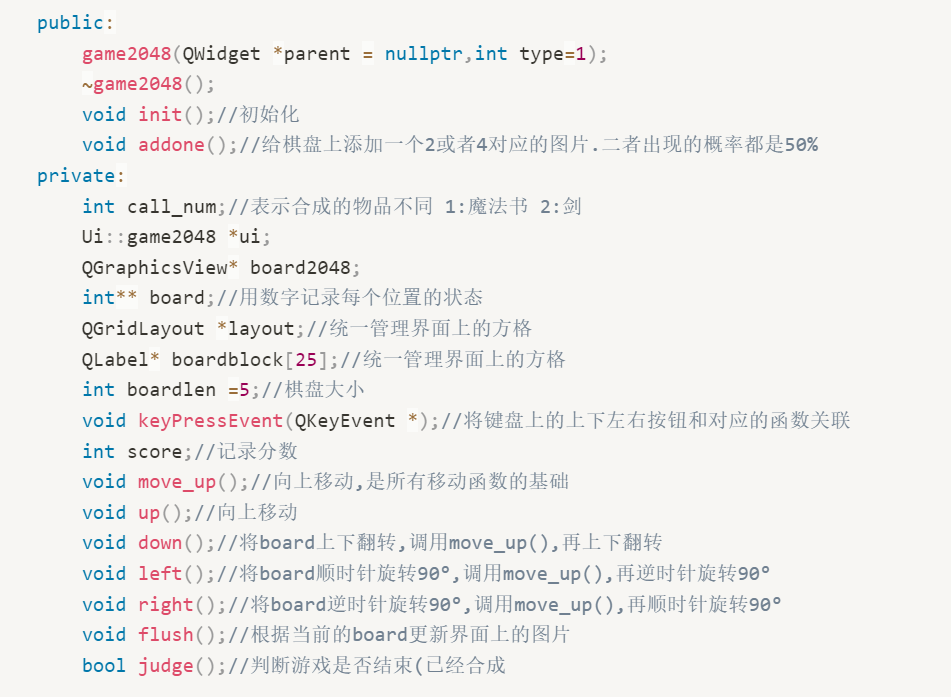 public:
game2048(QWidget *parent = nullptr,int type=1);
~game2048();
void init();//初始化
void addone();//给棋盘上添加一个2或者4对应的图片.二者出现的概率都是50%
private:
int call_num;//表示合成的物品不同 1:魔法书 2:剑
Ui::game2048 *ui;
QGraphicsView* board2048;
int** board;//用数字记录每个位置的状态
QGridLayout *layout;//统一管理界面上的方格
QLabel* boardblock[25];//统一管理界面上的方格
int boardlen =5;//棋盘大小
void keyPressEvent(QKeyEvent *);//将键盘上的上下左右按钮和对应的函数关联
int score;//记录分数
void move_up();//向上移动,是所有移动函数的基础
void up();//向上移动
void down();//将board上下翻转,调用move_up(),再上下翻转
void left();//将board顺时针旋转90°,调用move_up(),再逆时针旋转90°
void right();//将board逆时针旋转90°,调用move_up(),再顺时针旋转90°
void flush();//根据当前的board更新界面上的图片
bool judge();//判断游戏是否结束(已经合成